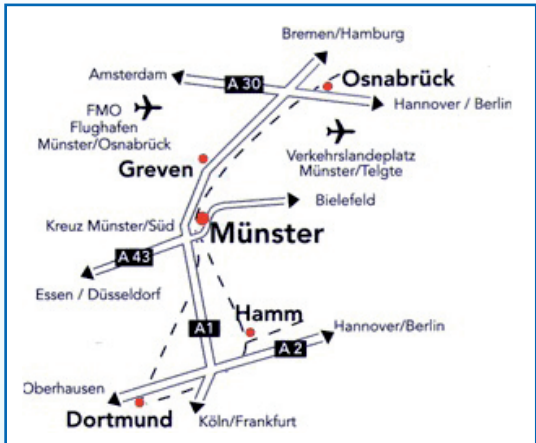 Bremen/Hamburg
Amsterdam
A 30
Osnabrück
Hannover / Berlin
FMO
Flughafen
Münster/Osnabrück
Verkehrslandeplatz
Münster/Telgte
Greven
Bielefeld
Kreuz Münster/Süd
Münster
A 43
Essen / Düsseldorf
Hamm
A1
Hannover/Berlin
A 2
Oberhausen
Dortmund
Köln/Frankfurt